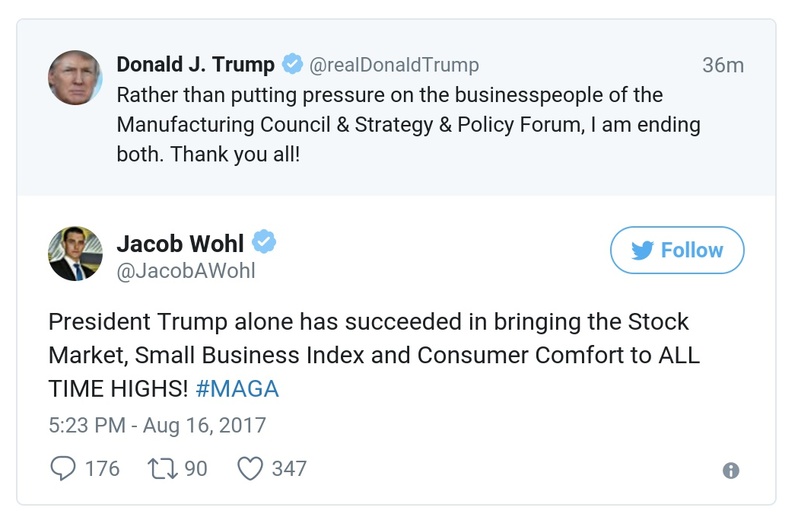 Donald J. Trump @realDonaldTrump 36m
Rather than putting pressure on the businesspeople of the
Manufacturing Council & Strategy & Policy Forum, I am ending
both. Thank you all!
Jacob Wohl
@JacobAWohl
Follow
President Trump alone has succeeded in bringing the Stock
Market, Small Business Index and Consumer Comfort to ALL
TIME HIGHS! #MAGA
5:23 PM - Aug 16, 2017
176 90 347